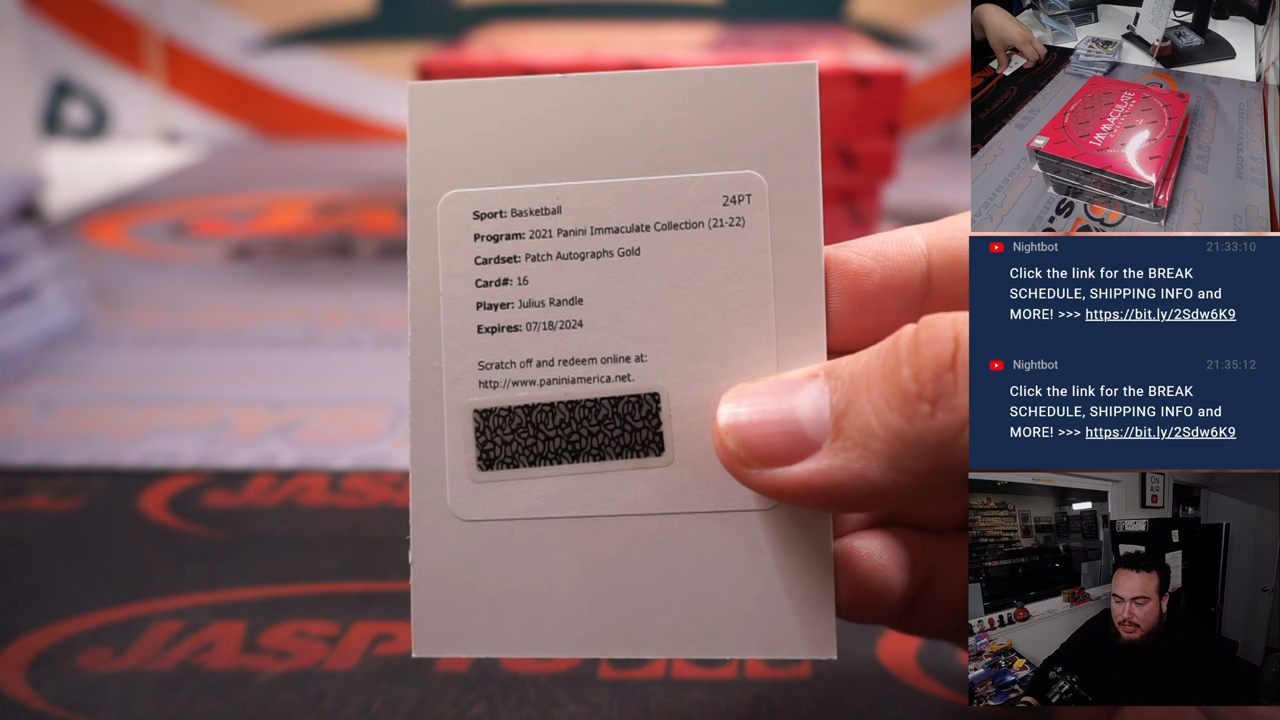 24PT
Sport: Basketball
Program: 2021 Panini Immaculate Collection (21-22)
Cardset: Patch Autographs Gold
Card#: 16
Player: Julius Randle
Expires: 07/18/2024
Scratch off and redeem online at:
http://www.paniniamerica.net.
IMMACULATE
Nightbot 21:33:10
Click the link for the BREAK
SCHEDULE, SHIPPING INFO and
MORE! >>> https://bit.ly/2Sdw6K9
Nightbot 21:35:12
Click the link for the BREAK
SCHEDULE, SHIPPING INFO and
MORE! >>> https://bit.ly/2Sdw6K9
ON
AIR